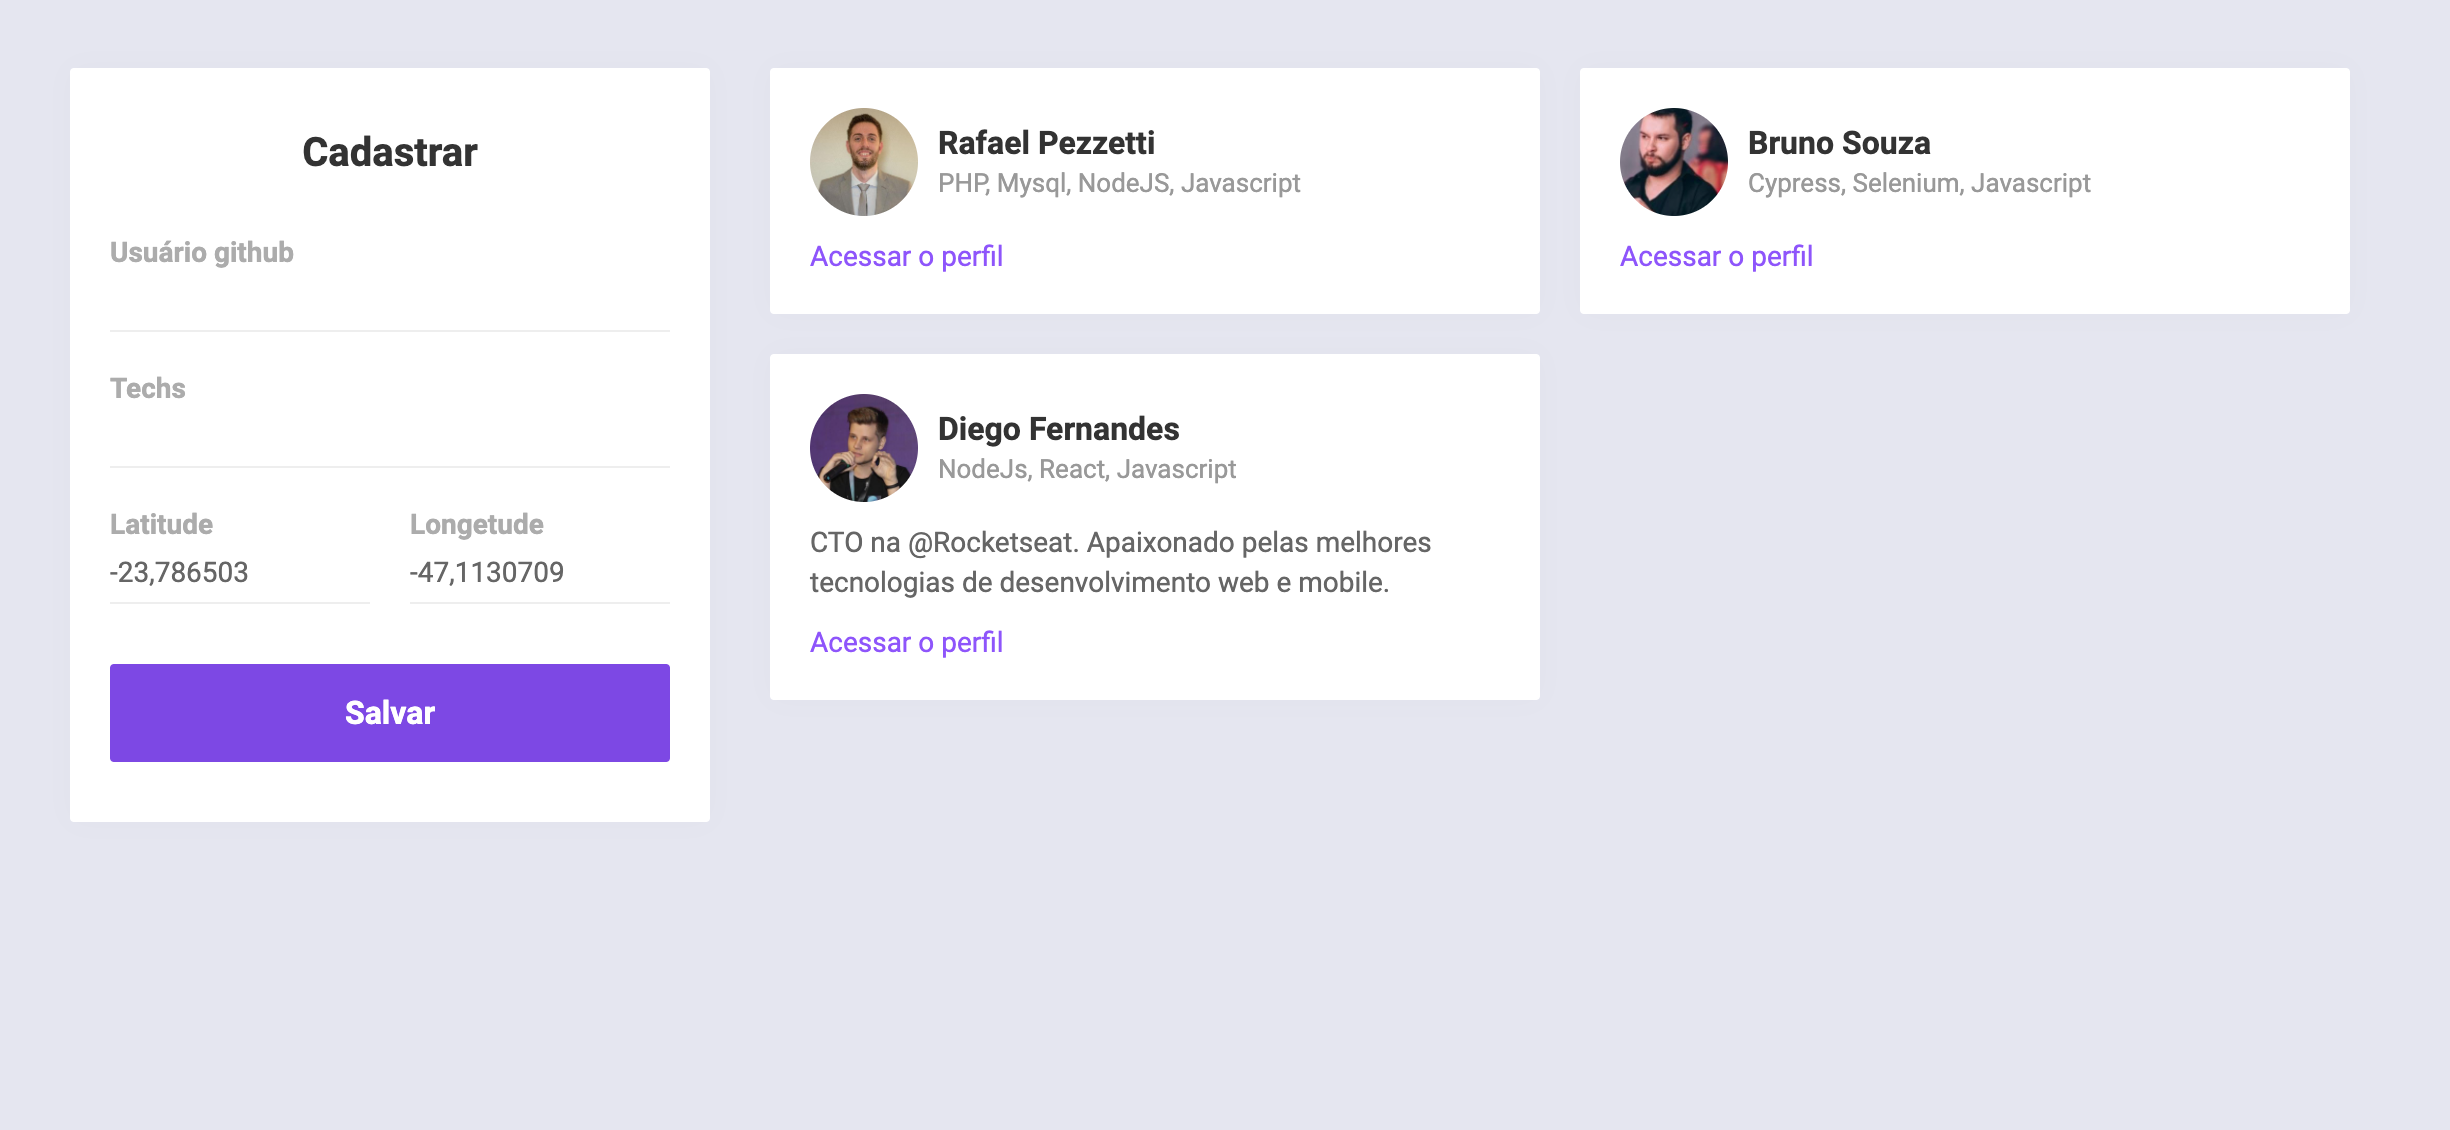 Cadastrar
Usuário github
Techs
Latitude
Longetude
-23,786503
-47,1130709
Salvar
Rafael Pezzetti
PHP, Mysql, NodeJS, Javascript
Acessar o perfil
Bruno Souza
Cypress, Selenium, Javascript
Acessar o perfil
Diego Fernandes
NodeJs, React, Javascript
CTO na @Rocketseat. Apaixonado pelas melhores
tecnologias de desenvolvimento web e mobile.
Acessar o perfil